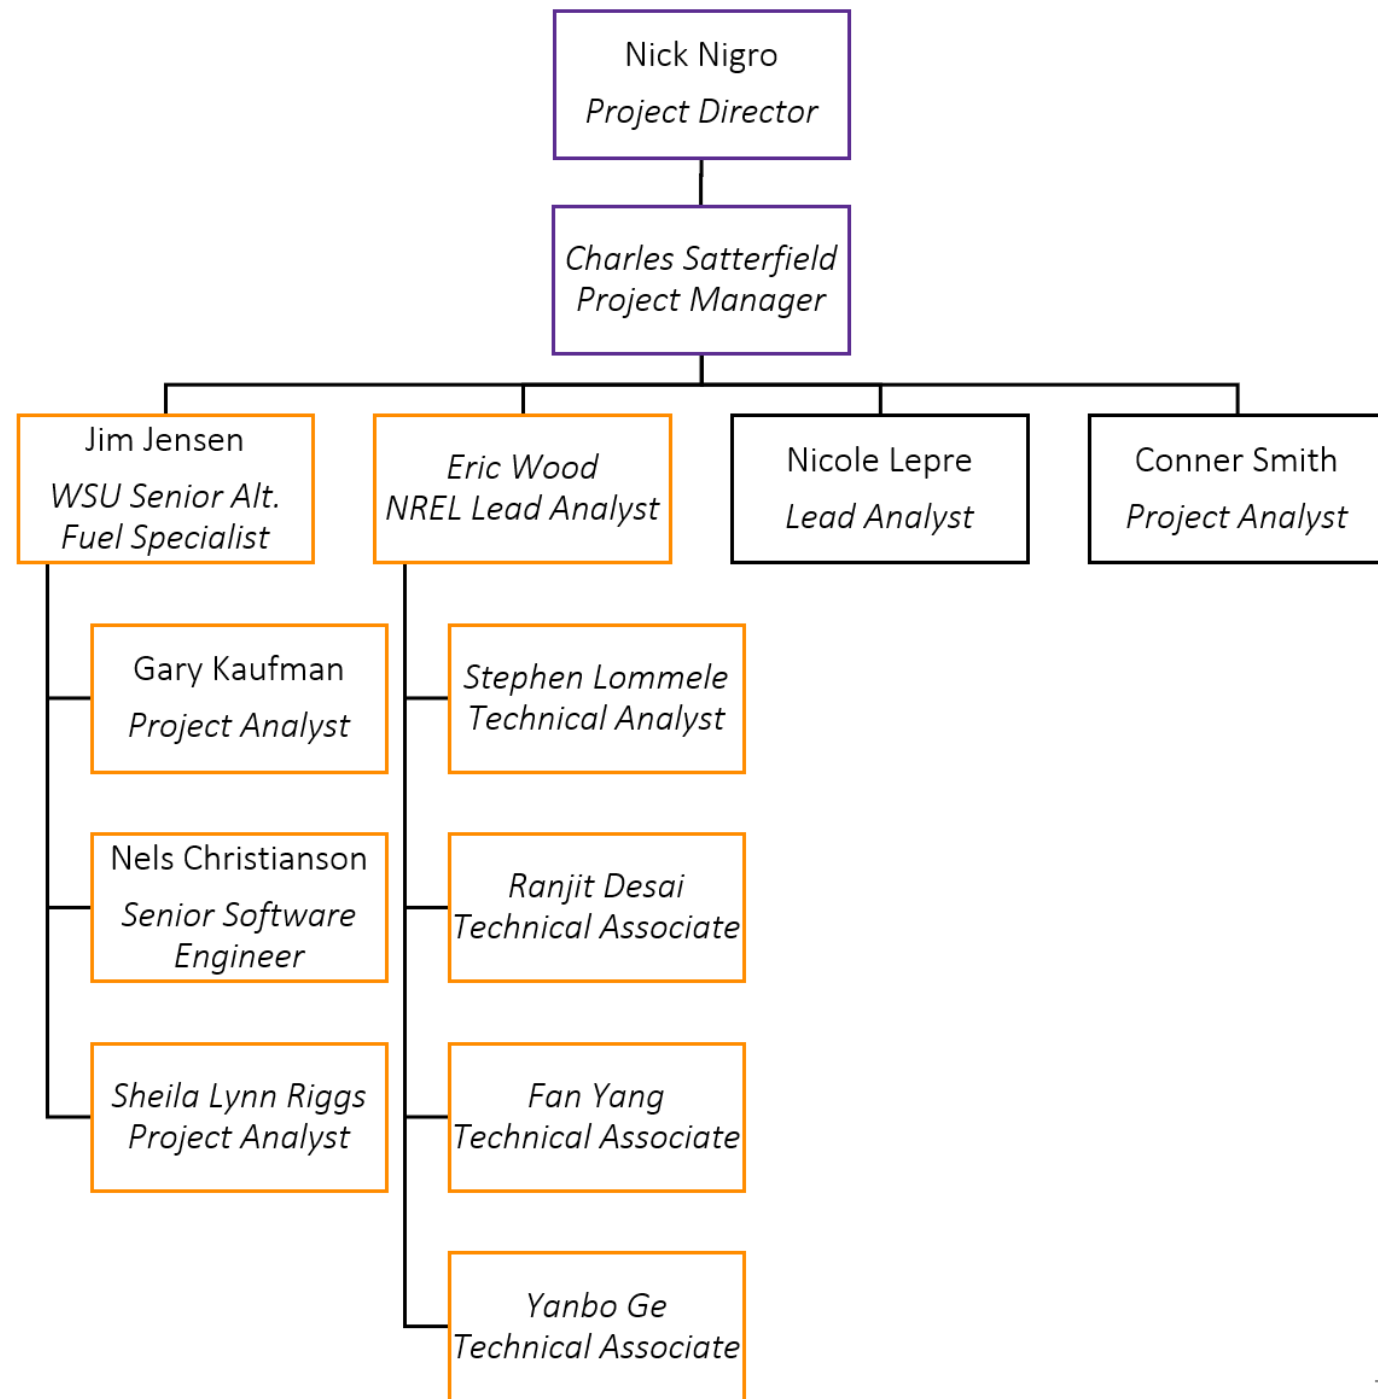 Nick Nigro
Project Director
Charles Satterfield
Project Manager
Jim Jensen
WSU Senior Alt.
Fuel Specialist
Eric Wood
NREL Lead Analyst
Nicole Lepre
Lead Analyst
Conner Smith
Project Analyst
Gary Kaufman
Project Analyst
Nels Christianson
Senior Software
Engineer
Sheila Lynn Riggs
Project Analyst
Stephen Lommele
Technical Analyst
Ranjit Desai
Technical Associate
Fan Yang
Technical Associate
Yanbo Ge
Technical Associate